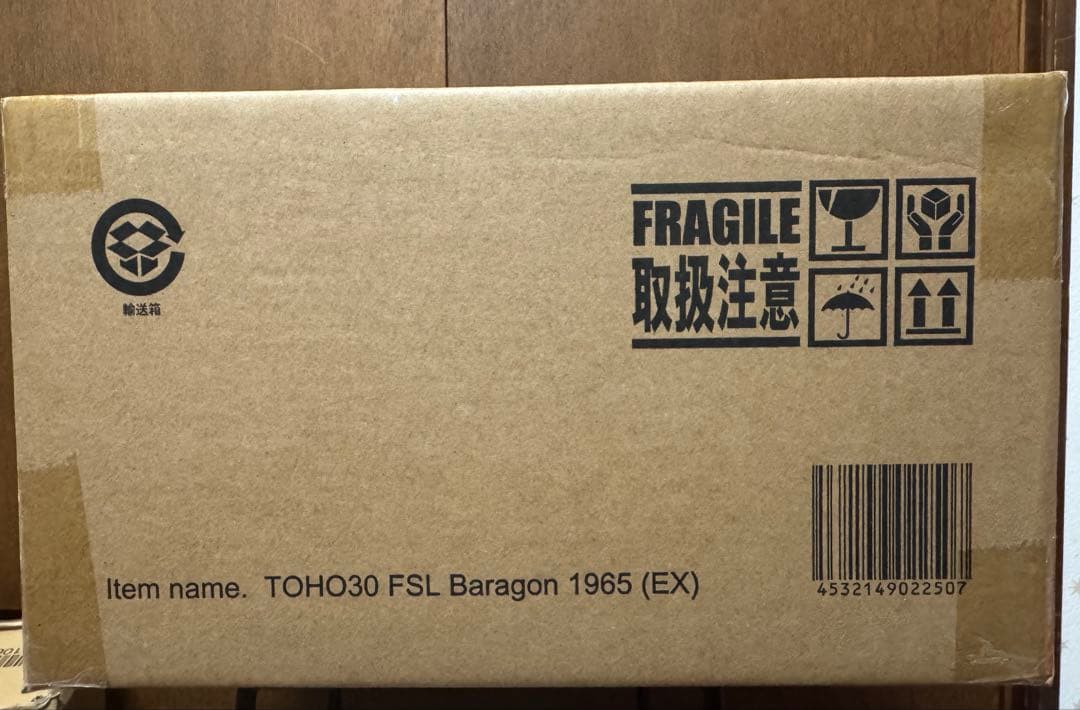 FRAGILE
取扱注意
輸送箱
Item name. TOHO30 FSL Baragon 1965 (EX)
4532149022507